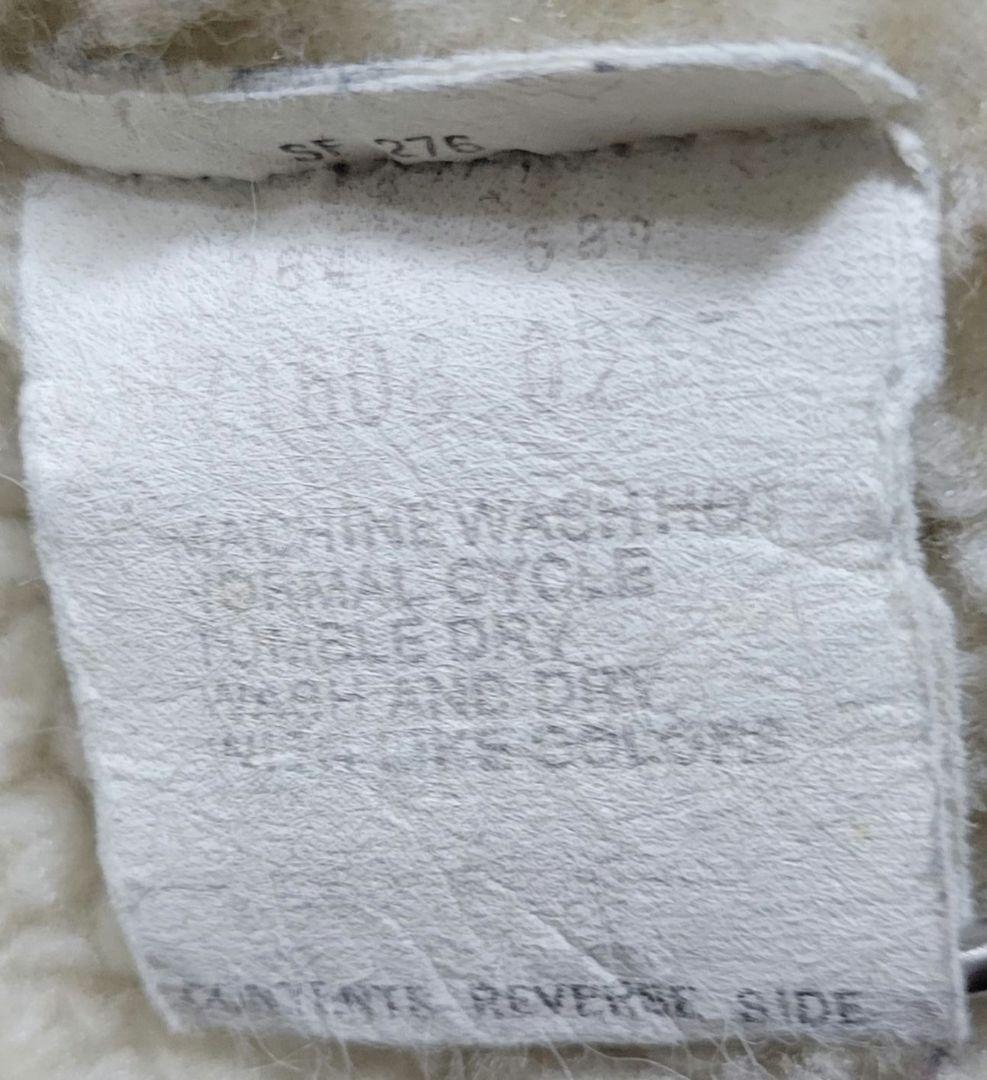 SF 276
MACHINE WASH HOT
NORMAL CYCLE
TUMBLE DRY
WASH AND DRY
WITH LIKE COLORS
CONTENTS REVERSE SIDE